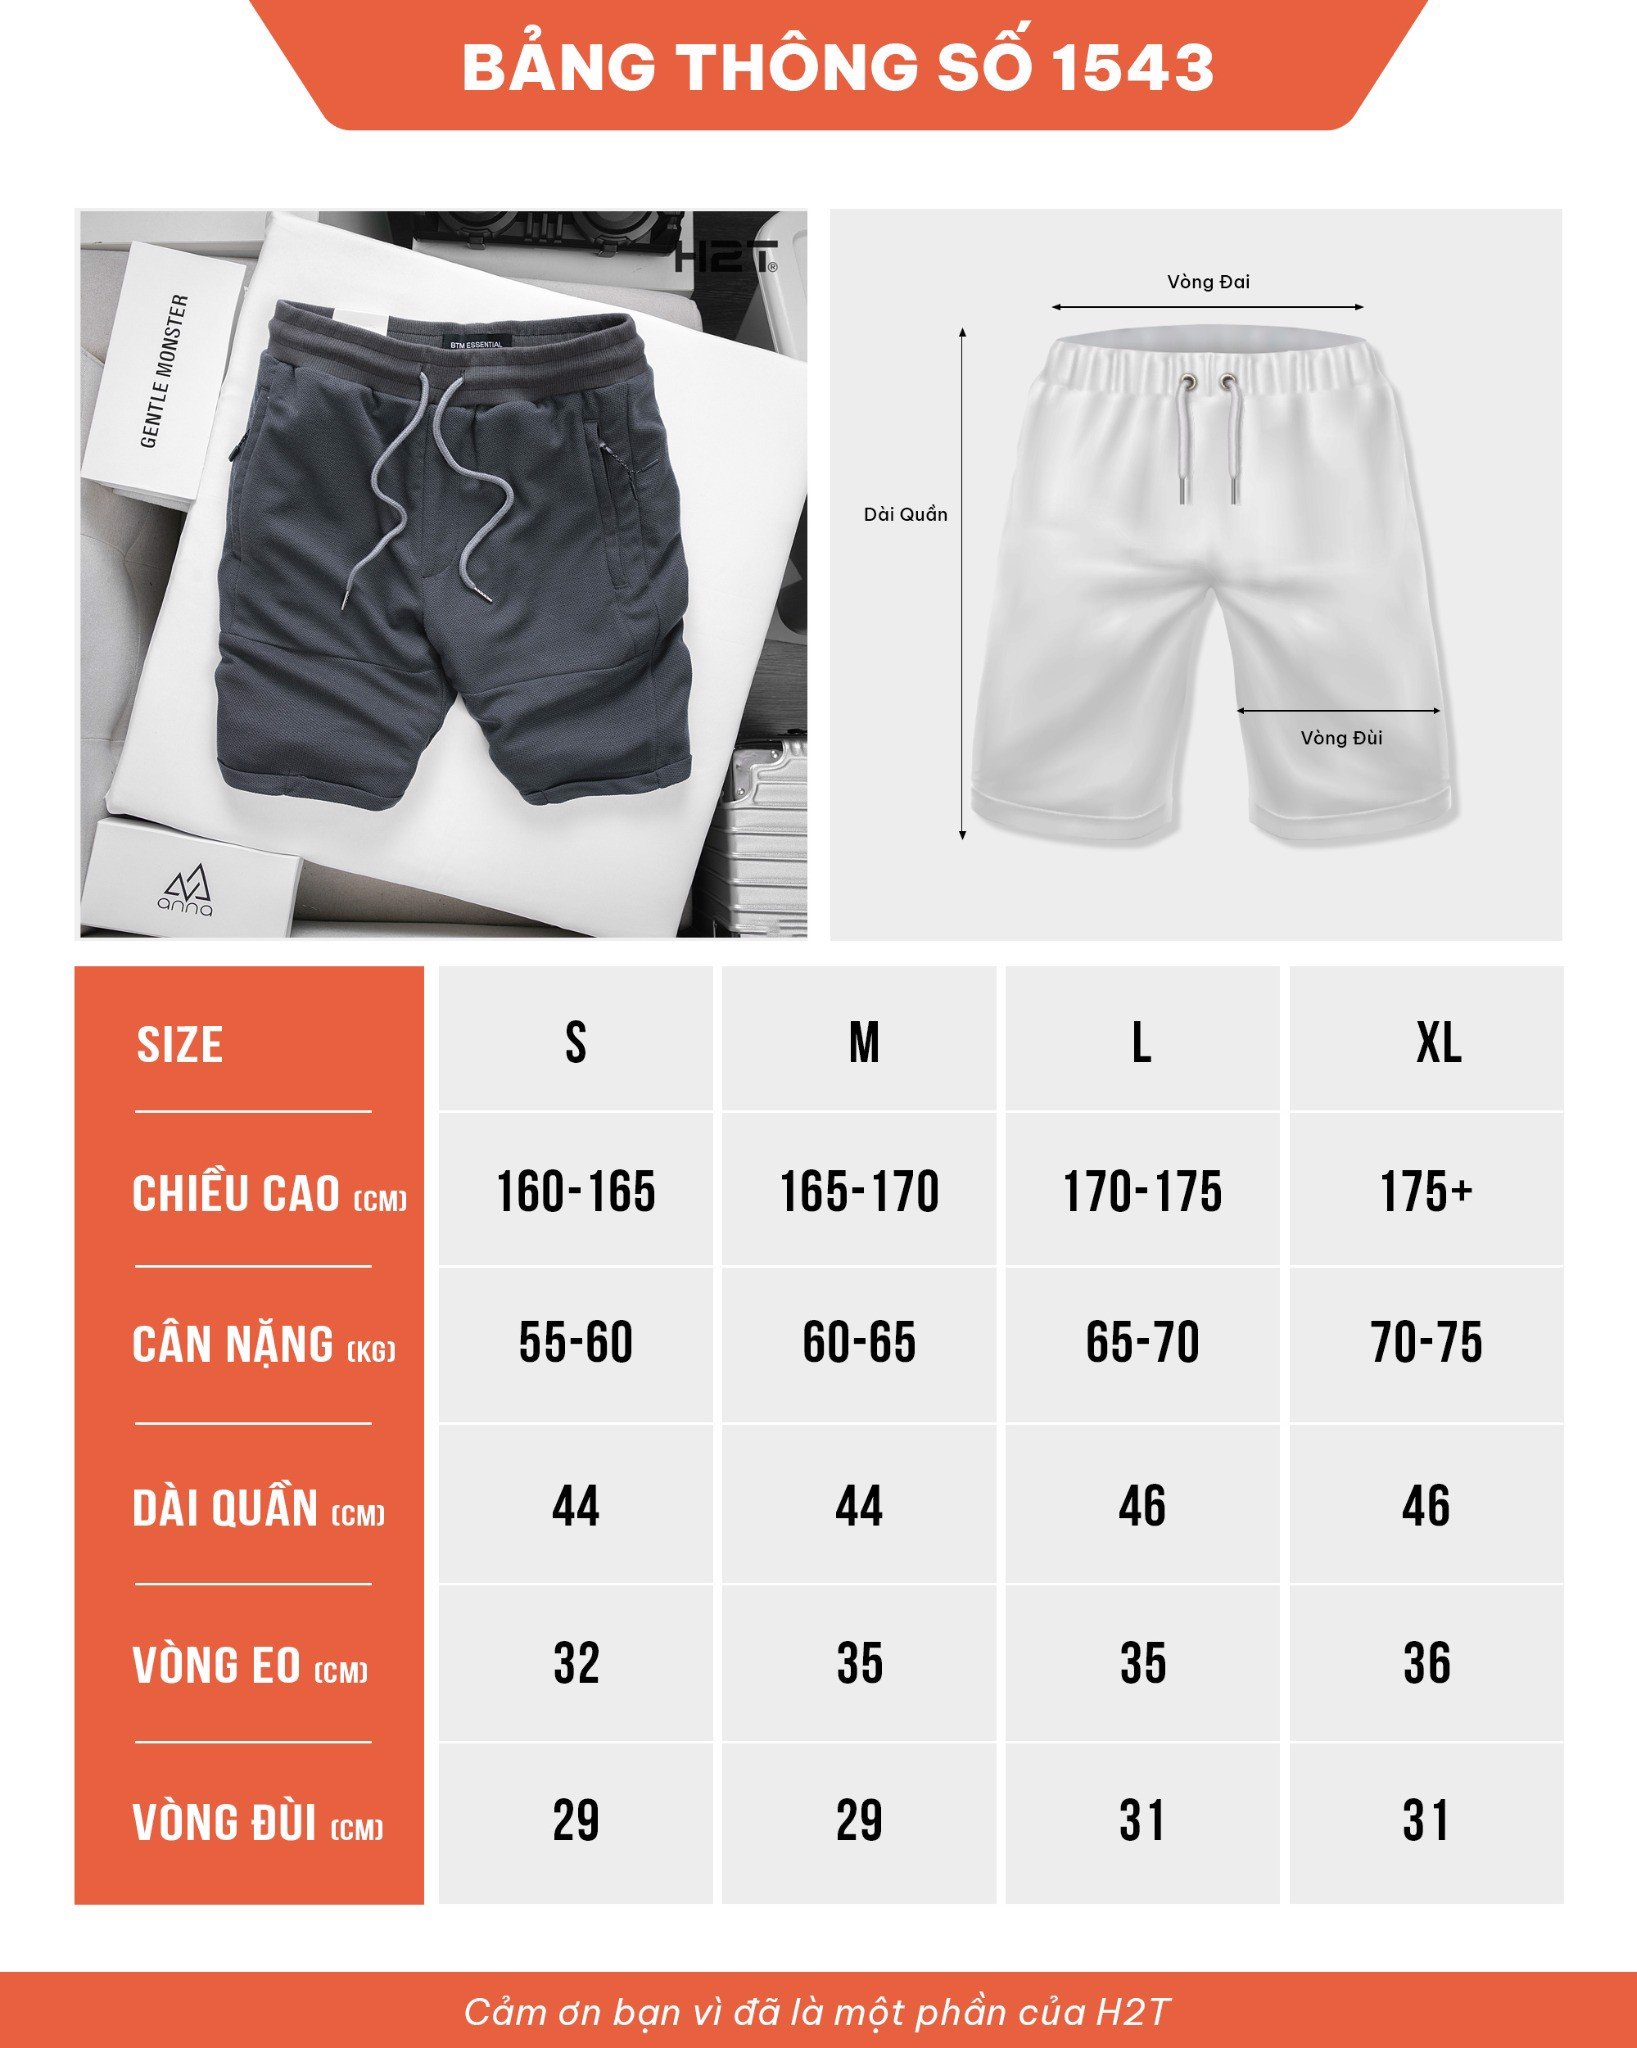 BẢNG THÔNG SỐ 1543
H2T®
GENTLE MONSTER
BTM ESSENTIAL
anna
Vòng Đai
Dài Quần
Vòng Đùi
SIZE S M L XL
CHIỀU CAO (CM) 160-165 165-170 170-175 175+
CÂN NẶNG (KG) 55-60 60-65 65-70 70-75
DÀI QUẦN (CM) 44 44 46 46
VÒNG EO (CM) 32 35 35 36
VÒNG ĐÙI (CM) 29 29 31 31
Cảm ơn bạn vì đã là một phần của H2T